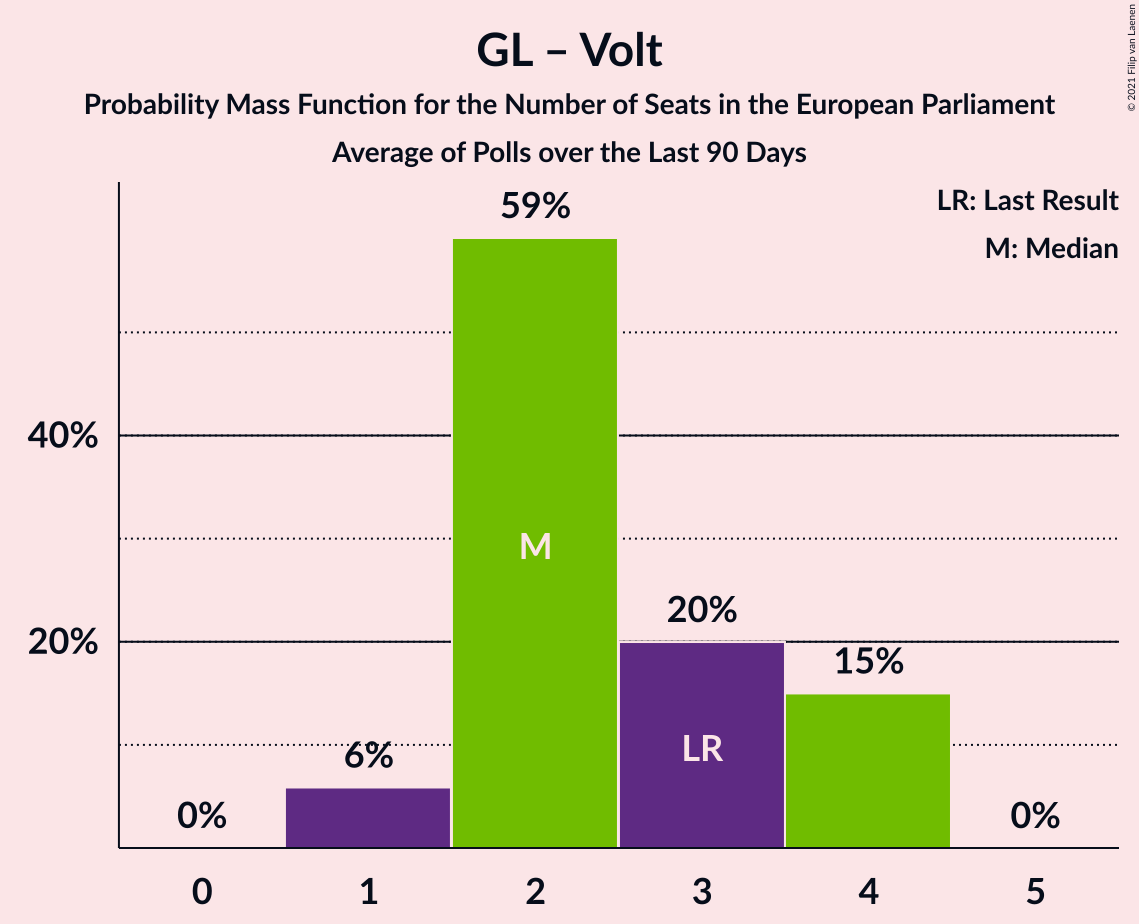 GL – Volt
Probability Mass Function for the Number of Seats in the European Parliament
Average of Polls over the Last 90 Days
© 2021 Filip van Laenen
LR: Last Result
M: Median
59%
40%
M
20%
20%
15%
LR
6%
0%
0%
0 1 2 3 4 5